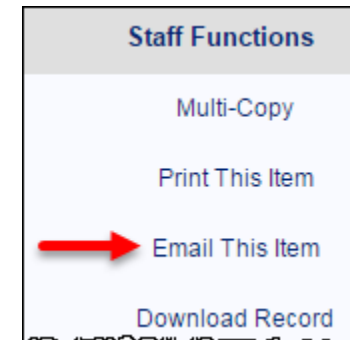 Staff Functions
Multi-Copy
Print This Item
Email This Item
Download Record